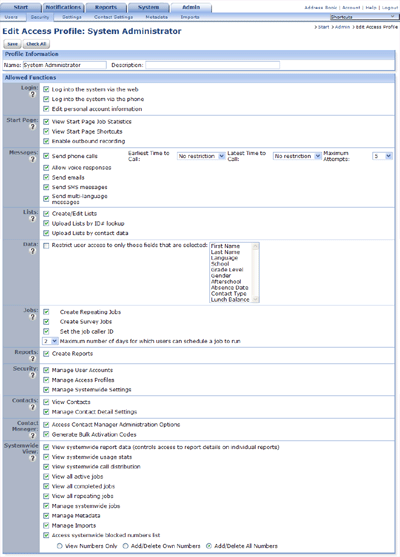 Start Notifications Reports System Admin
Address Book | Account | Help | Logout
Users Security Settings Contact Settings Metadata Imports Shortcuts
> Start > Admin > Edit Access Profile
Edit Access Profile: System Administrator
Save Check All
Profile Information
Name: System Administrator Description:
Allowed Functions
Login: Log into the system via the web
? Log into the system via the phone
Edit personal account information
Start Page: View Start Page Job Statistics
? View Start Page Shortcuts
Enable outbound recording
Messages: Send phone calls Earliest Time to Call: No restriction Latest Time to Call: No restriction Maximum Attempts: 5
? Allow voice responses
Send emails
Send SMS messages
Send multi-language messages
Lists: Create/Edit Lists
? Upload Lists by ID# lookup
Upload Lists by contact data
Data: Restrict user access to only those fields that are selected:
?
First Name
Last Name
Language
School
Grade Level
Gender
Afterschool
Absence Date
Contact Type
Lunch Balance
Jobs: Create Repeating Jobs
? Create Survey Jobs
Set the job caller ID
2 Maximum number of days for which users can schedule a job to run
Reports: Create Reports
?
Security: Manage User Accounts
? Manage Access Profiles
Manage Systemwide Settings
Contacts: View Contacts
? Manage Contact Detail Settings
Contact Manager: Access Contact Manager Administration Options
? Generate Bulk Activation Codes
Systemwide View: View systemwide report data (controls access to report details on individual reports)
? View systemwide usage stats
View systemwide call distribution
View all active jobs
View all completed jobs
View all repeating jobs
Manage systemwide jobs
Manage Metadata
Manage Imports
Access systemwide blocked numbers list
View Numbers Only Add/Delete Own Numbers Add/Delete All Numbers